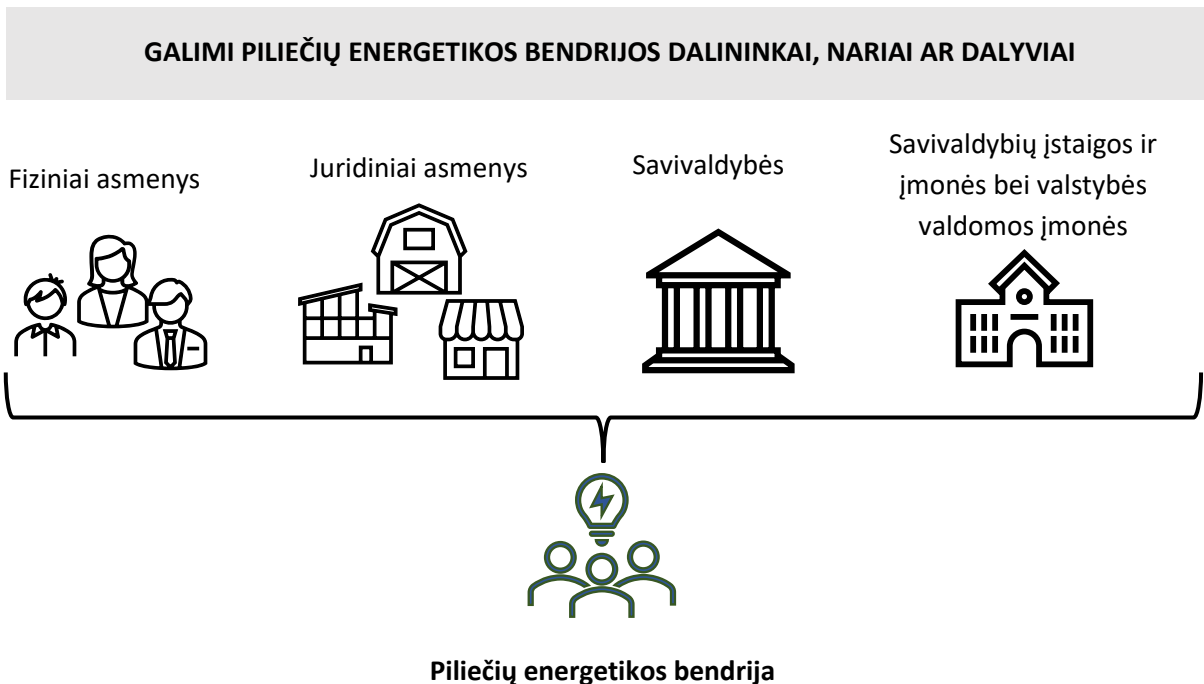 GALIMI PILIEČIŲ ENERGETIKOS BENDRIJOS DALININKAI, NARIAI AR DALYVIAI
Fiziniai asmenys
Juridiniai asmenys
Savivaldybės
Savivaldybių įstaigos ir
įmonės bei valstybės
valdomos įmonės
Piliečių energetikos bendrija